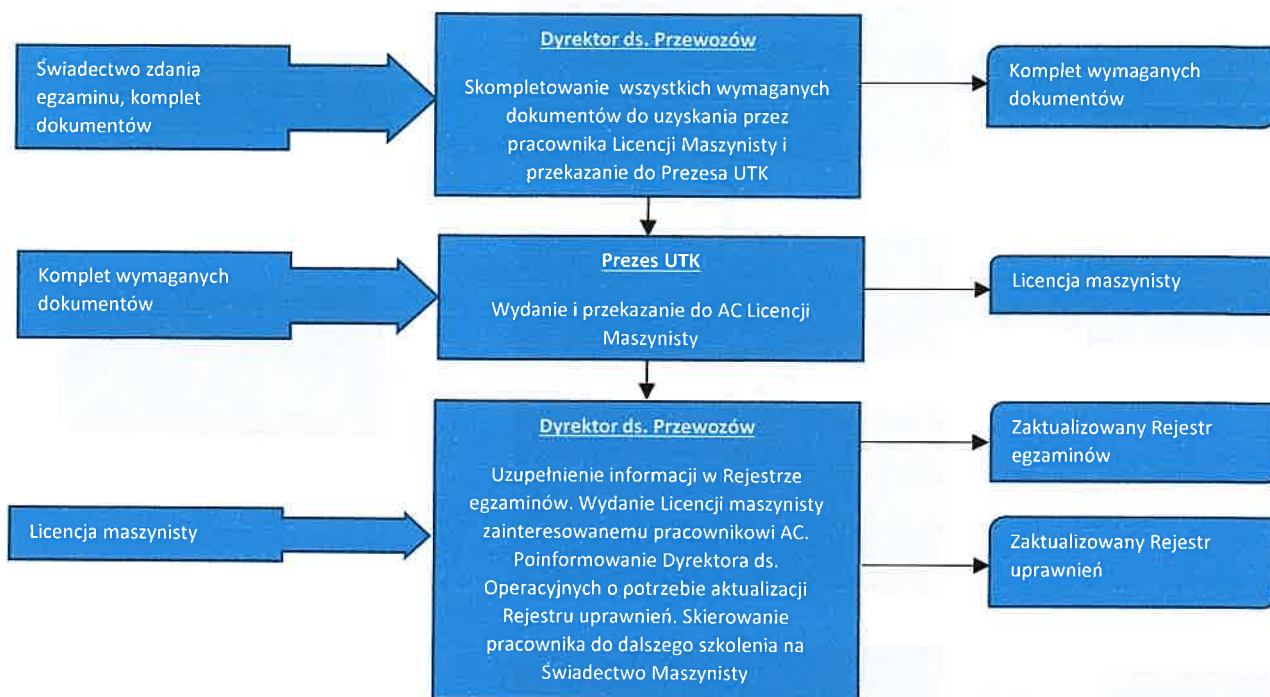 Dyrektor ds. Przewozów
Świadectwo zdania
egzaminu, komplet
dokumentów
Skompletowanie wszystkich wymaganych
dokumentów do uzyskania przez
pracownika Licencji Maszynisty i
przekazanie do Prezesa UTK
Komplet wymaganych
dokumentów
Komplet wymaganych
dokumentów
Prezes UTK
Wydanie i przekazanie do AC Licencji
Maszynisty
Licencja maszynisty
Licencja maszynisty
Dyrektor ds. Przewozów
Uzupełnienie informacji w Rejestrze
egzaminów. Wydanie Licencji maszynisty
zainteresowanemu pracownikowi AC.
Poinformowanie Dyrektora ds.
Operacyjnych o potrzebie aktualizacji
Rejestru uprawnień. Skierowanie
pracownika do dalszego szkolenia na
Świadectwo Maszynisty
Zaktualizowany Rejestr
egzaminów
Zaktualizowany Rejestr
uprawnień